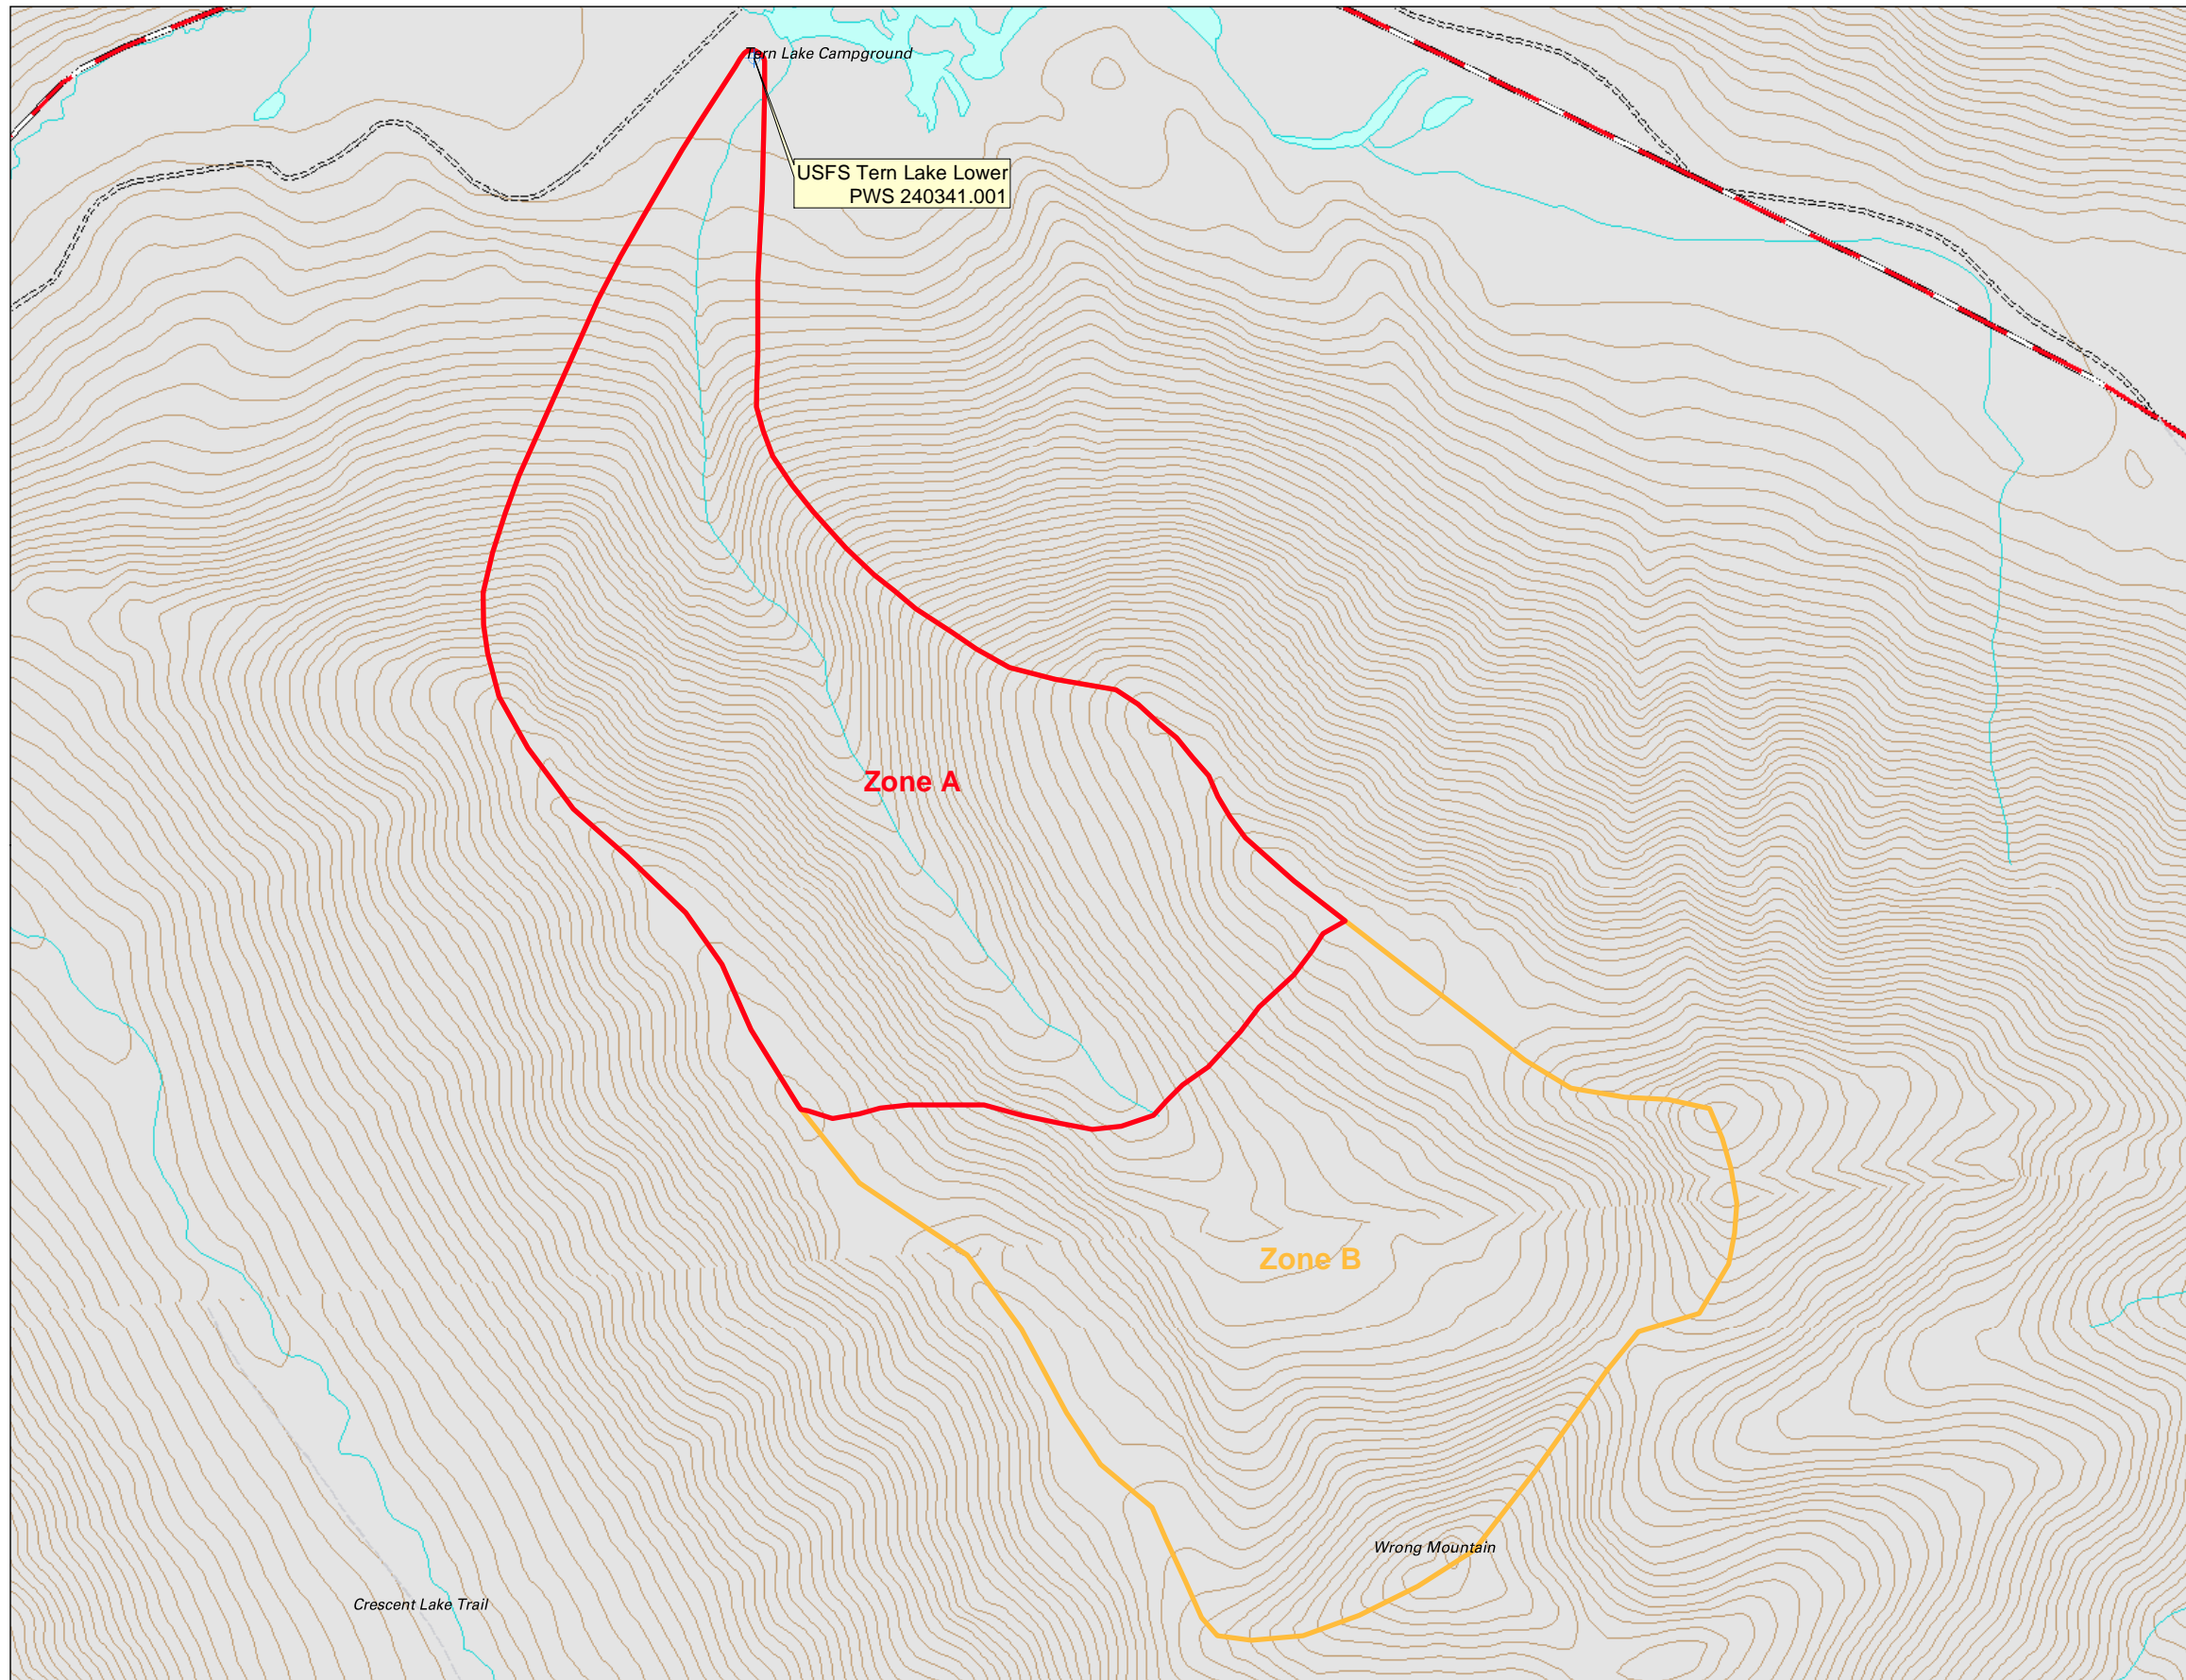 Tern Lake Campground
USFS Tern Lake Lower
PWS 240341.001
Zone A
Zone B
Wrong Mountain
Crescent Lake Trail